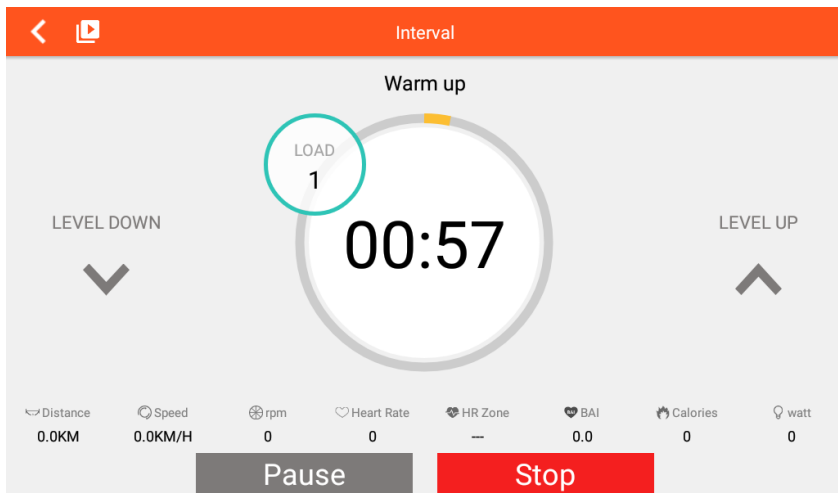 Interval
Warm up
LOAD
1
LEVEL DOWN
00:57
LEVEL UP
Distance
Speed
rpm
Heart Rate
HR Zone
BAI
Calories
watt
0.0KM
0.0KM/H
0
0
---
0.0
0
0
Pause
Stop